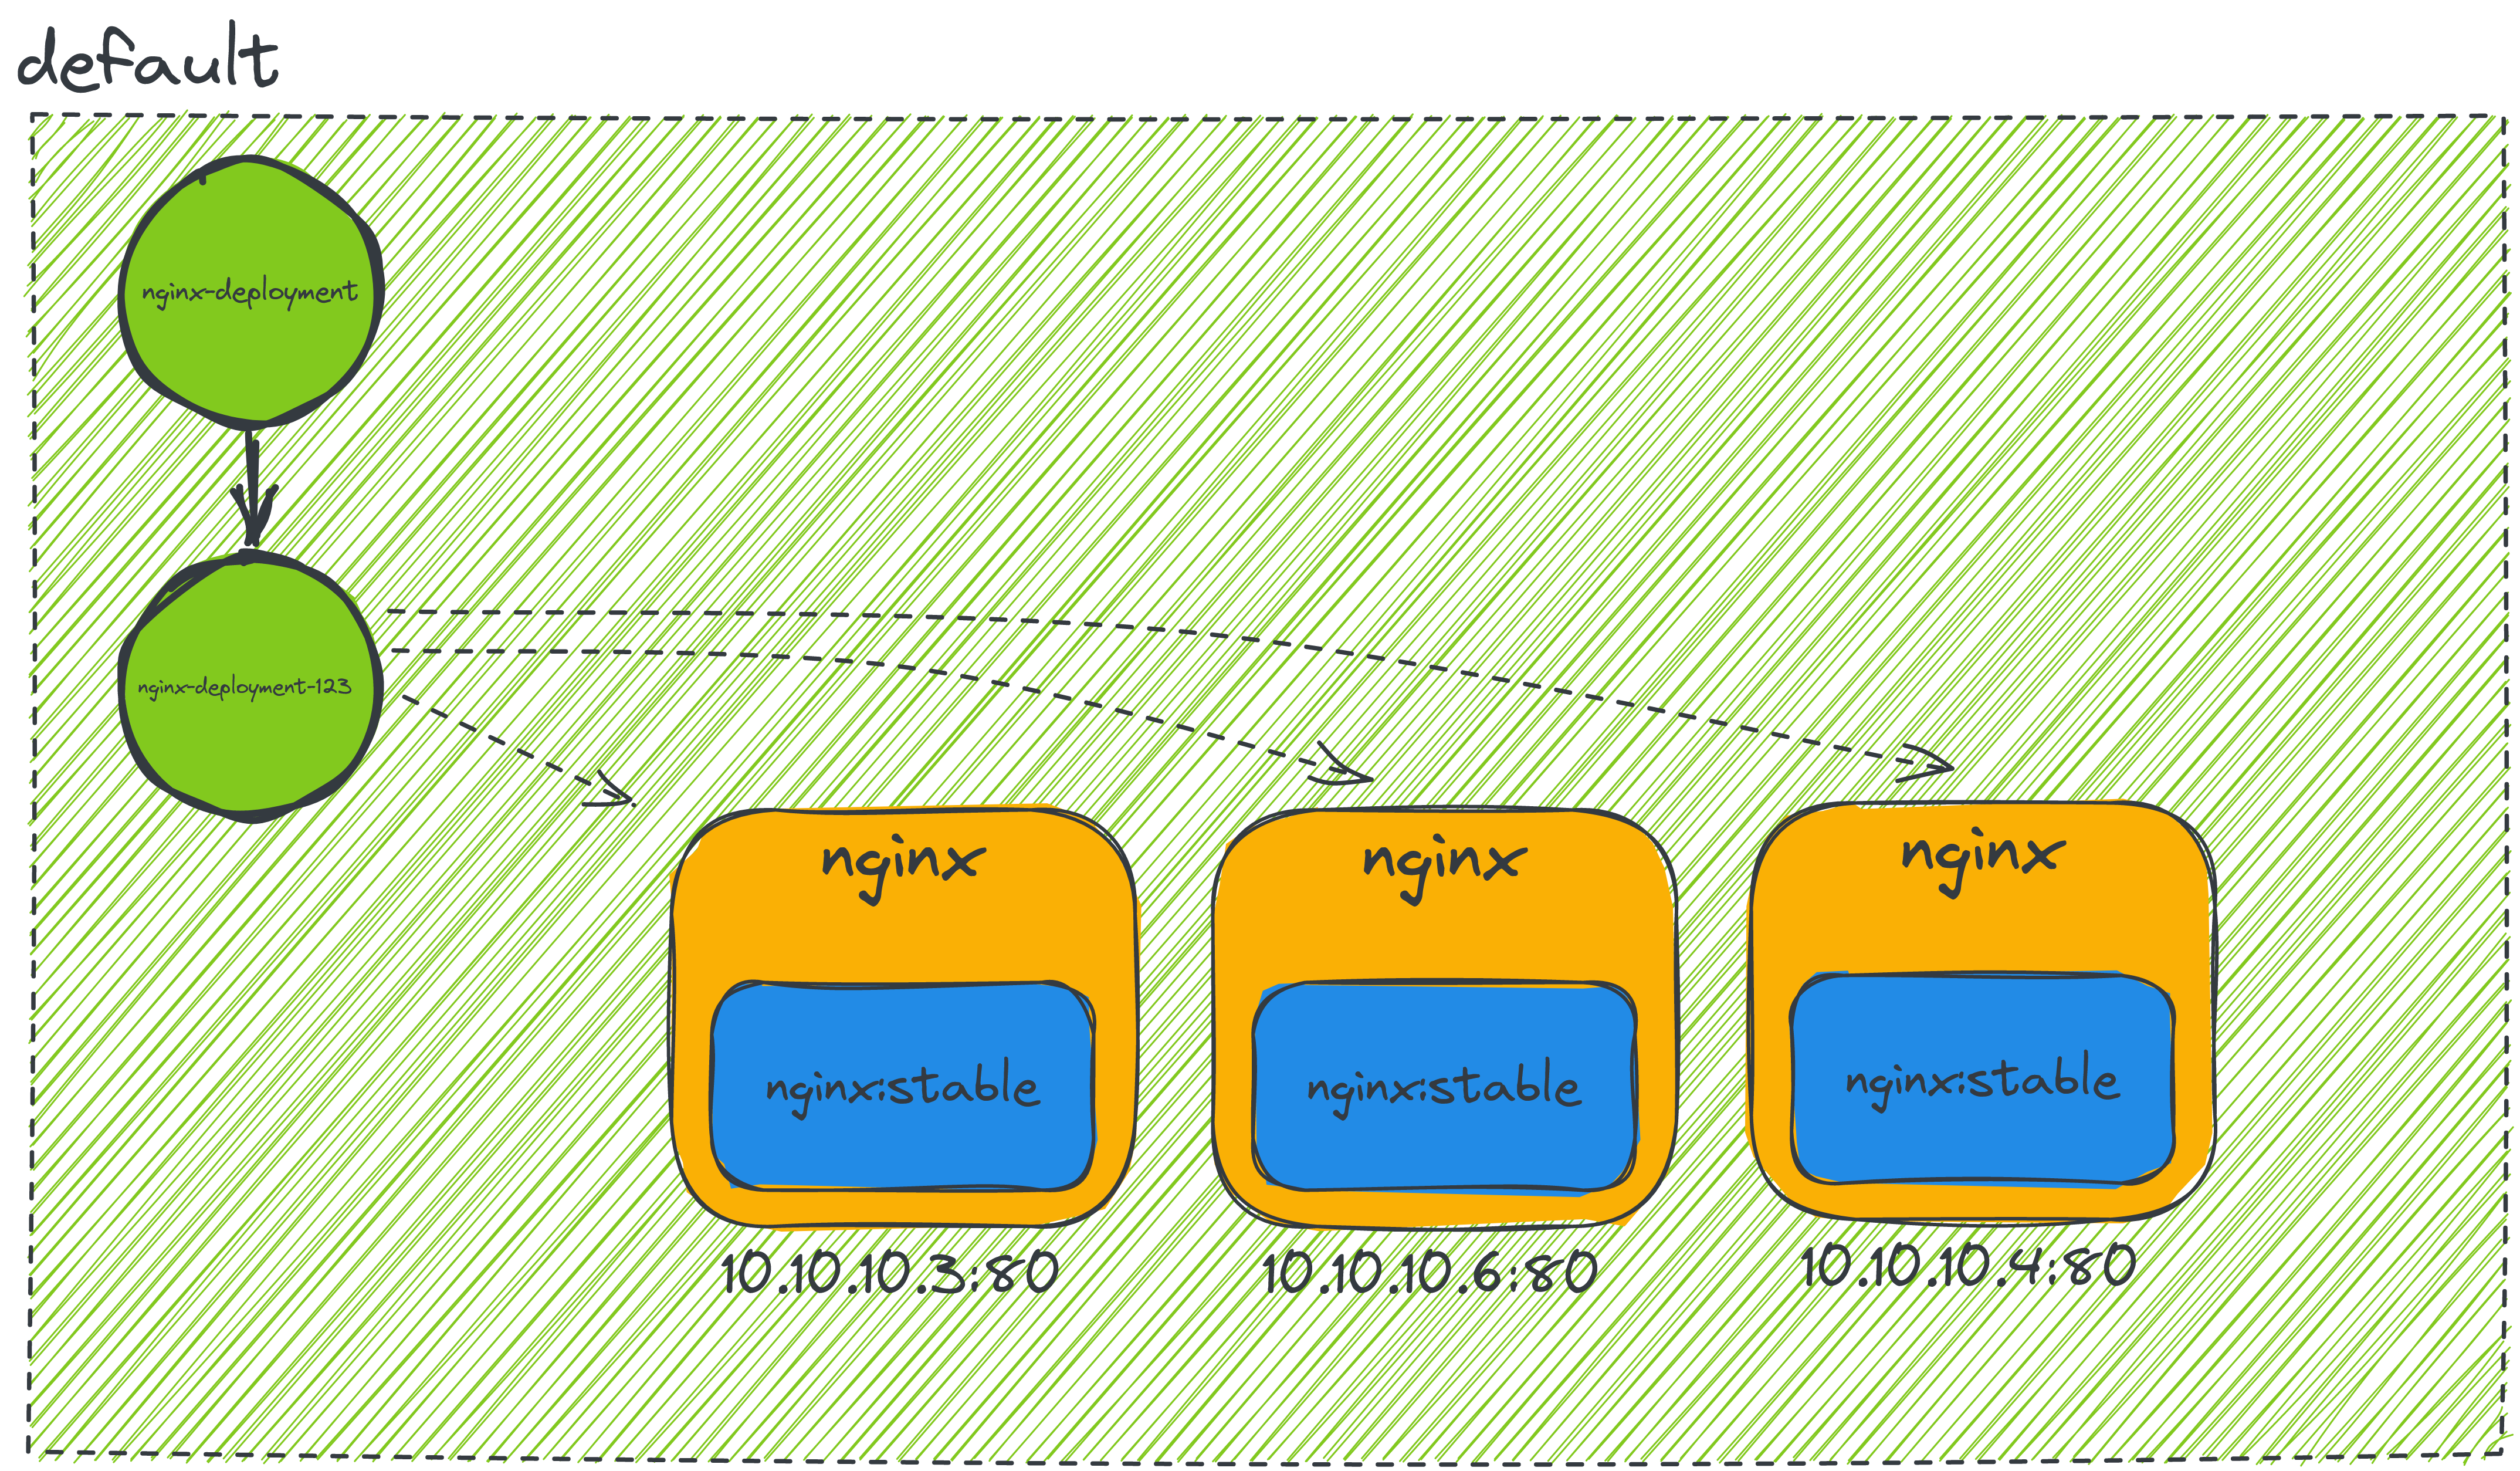 default
nginx-deployment
nginx-deployment-123
nginx
nginx
nginx
nginx:stable
nginx:stable
nginx:stable
10.10.10.3:80
10.10.10.6:80
10.10.10.4:80